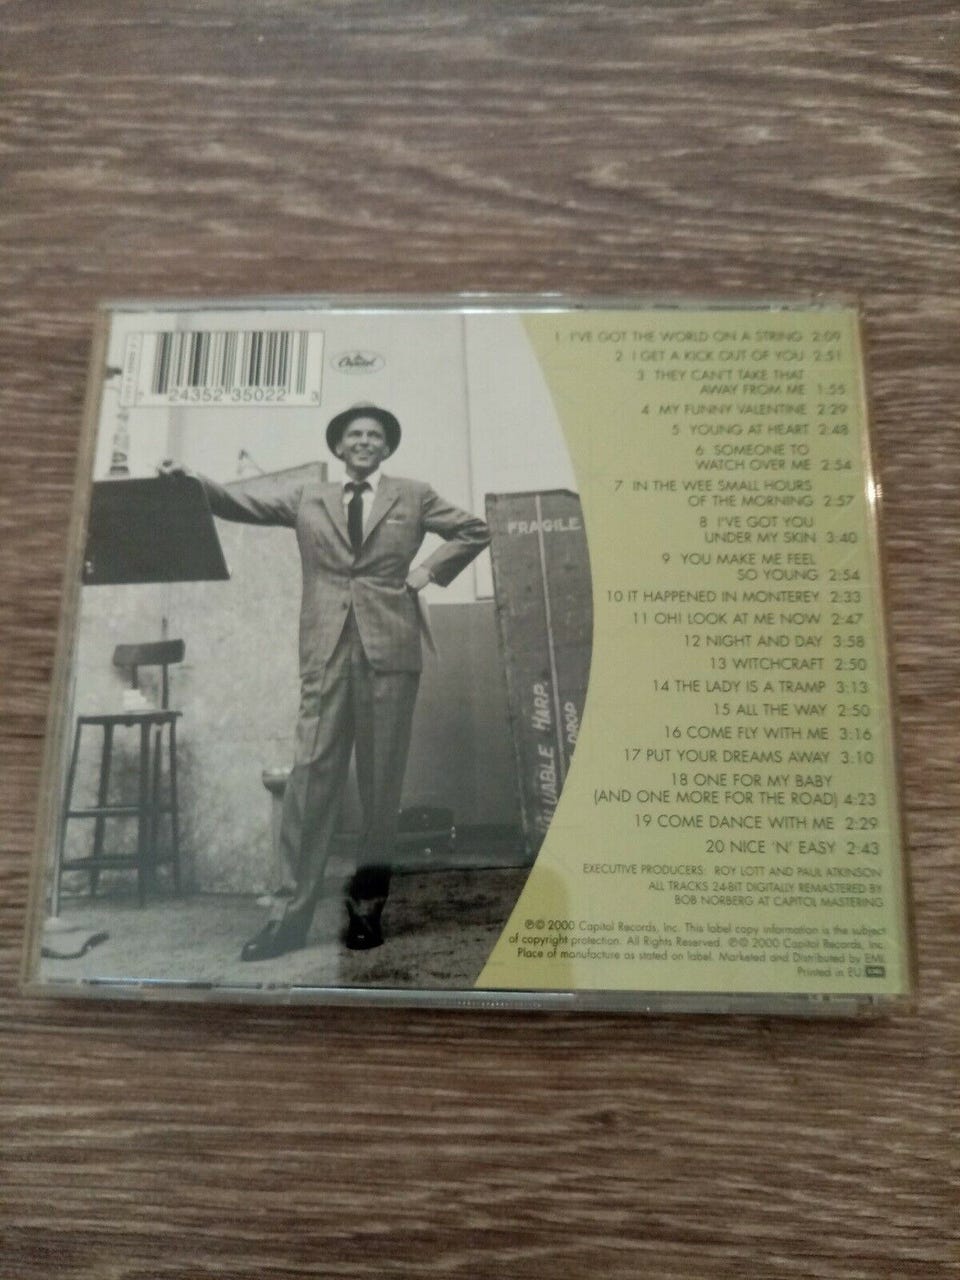 Capitol
7 24352 35022 3
FRAGILE
VALUABLE HARP
DROP
1 I'VE GOT THE WORLD ON A STRING 2:09
2 I GET A KICK OUT OF YOU 2:51
3 THEY CAN'T TAKE THAT
AWAY FROM ME 1:55
4 MY FUNNY VALENTINE 2:29
5 YOUNG AT HEART 2:48
6 SOMEONE TO
WATCH OVER ME 2:54
7 IN THE WEE SMALL HOURS
OF THE MORNING 2:57
8 I'VE GOT YOU
UNDER MY SKIN 3:40
9 YOU MAKE ME FEEL
SO YOUNG 2:54
10 IT HAPPENED IN MONTEREY 2:33
11 OH! LOOK AT ME NOW 2:47
12 NIGHT AND DAY 3:58
13 WITCHCRAFT 2:50
14 THE LADY IS A TRAMP 3:13
15 ALL THE WAY 2:50
16 COME FLY WITH ME 3:16
17 PUT YOUR DREAMS AWAY 3:10
18 ONE FOR MY BABY
(AND ONE MORE FOR THE ROAD) 4:23
19 COME DANCE WITH ME 2:29
20 NICE 'N' EASY 2:43
EXECUTIVE PRODUCERS: ROY LOTT AND PAUL ATKINSON
ALL TRACKS 24-BIT DIGITALLY REMASTERED BY
BOB NORBERG AT CAPITOL MASTERING
℗© 2000 Capitol Records, Inc. This label copy information is the subject
of copyright protection. All Rights Reserved. ℗© 2000 Capitol Records, Inc.
Place of manufacture as stated on label. Marketed and Distributed by EMI.
Printed in EU. EMI